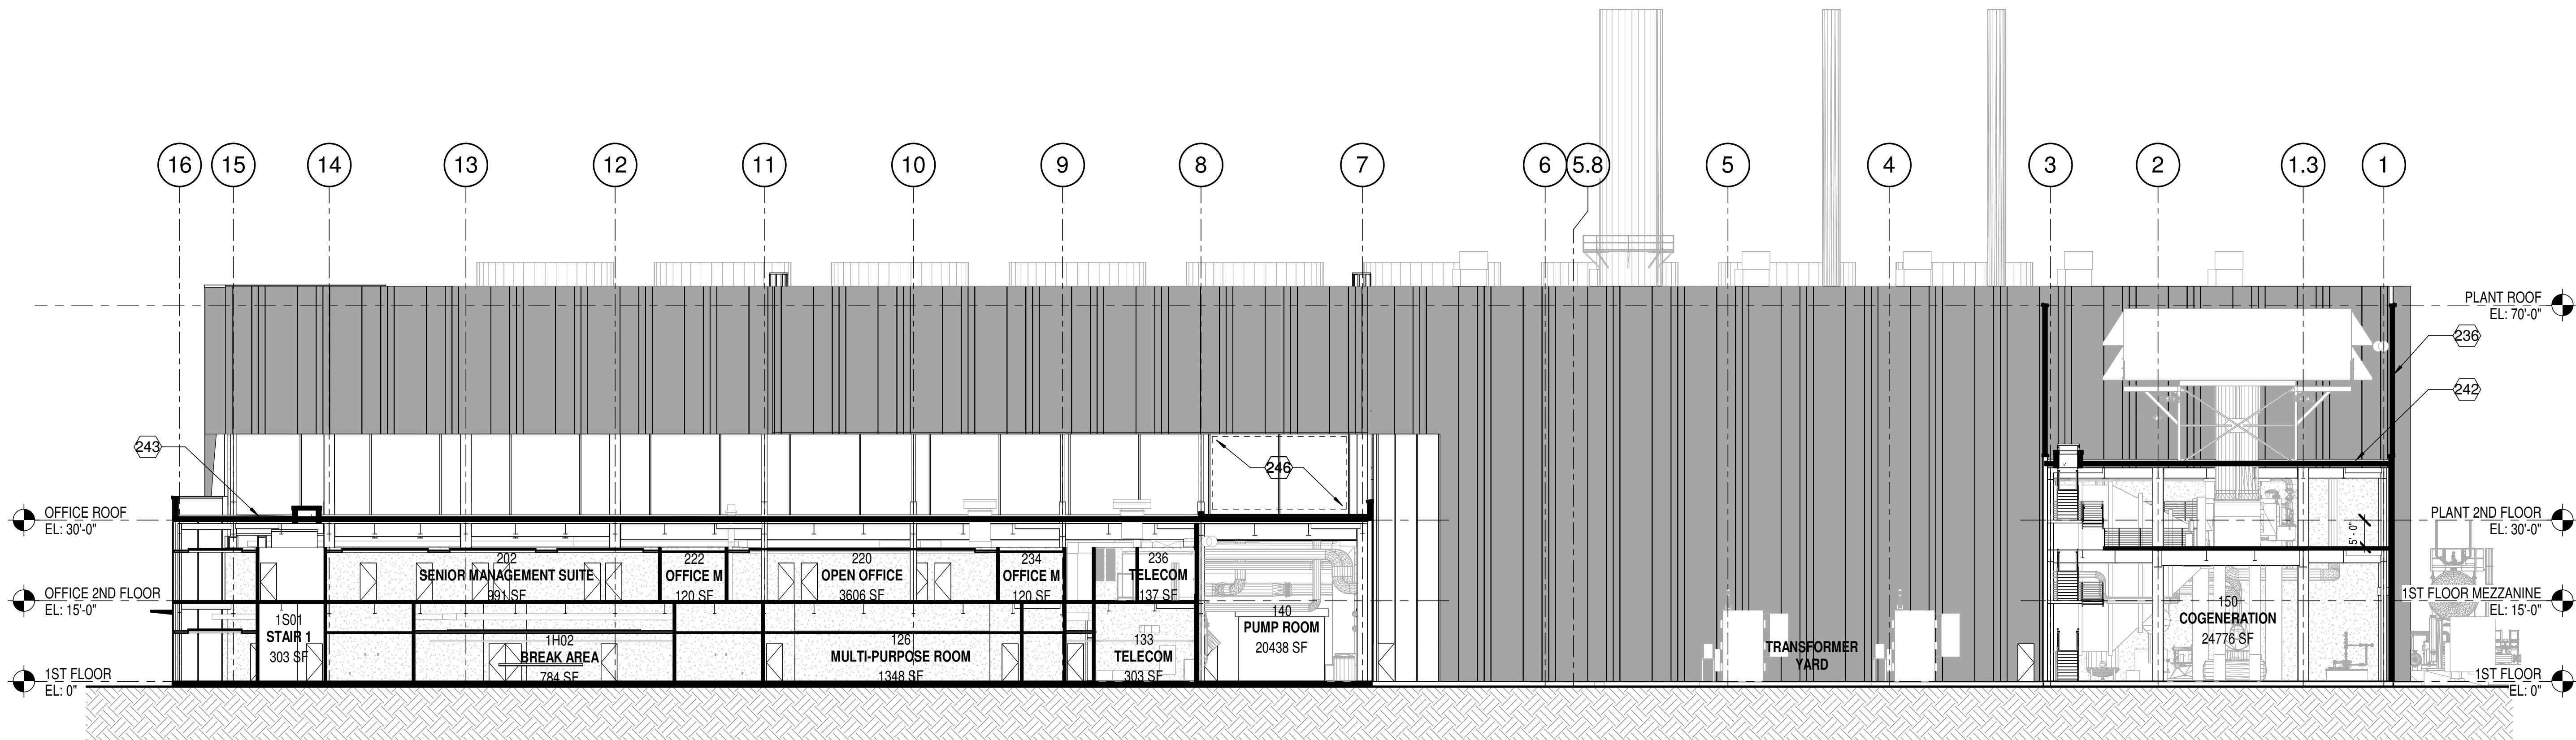 16
15
14
13
12
11
10
9
8
7
6
5.8
5
4
3
2
1.3
1
PLANT ROOF
EL: 70'-0"
236
242
243
246
OFFICE ROOF
EL: 30'-0"
PLANT 2ND FLOOR
EL: 30'-0"
5' - 0"
202
SENIOR MANAGEMENT SUITE
991 SF
222
OFFICE M
120 SF
220
OPEN OFFICE
3606 SF
234
OFFICE M
120 SF
236
TELECOM
137 SF
OFFICE 2ND FLOOR
EL: 15'-0"
1ST FLOOR MEZZANINE
EL: 15'-0"
1S01
STAIR 1
303 SF
1H02
BREAK AREA
784 SF
126
MULTI-PURPOSE ROOM
1348 SF
133
TELECOM
303 SF
140
PUMP ROOM
20438 SF
TRANSFORMER
YARD
150
COGENERATION
24776 SF
1ST FLOOR
EL: 0"
1ST FLOOR
EL: 0"